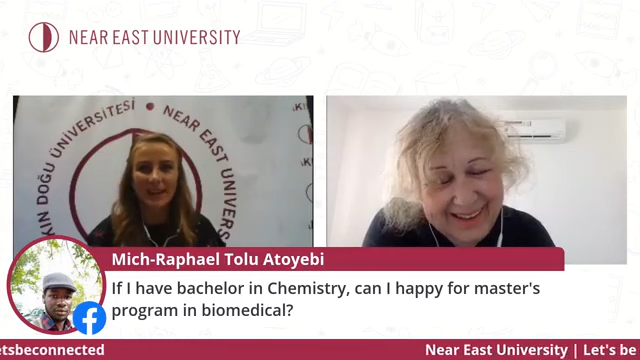 NEAR EAST UNIVERSITY
KIN DOĞU ÜNİVERSİTESİ • NEAR EAST UNIVERS
Mich-Raphael Tolu Atoyebi
If I have bachelor in Chemistry, can I happy for master's
program in biomedical?
etsbeconnected
Near East University | Let's be